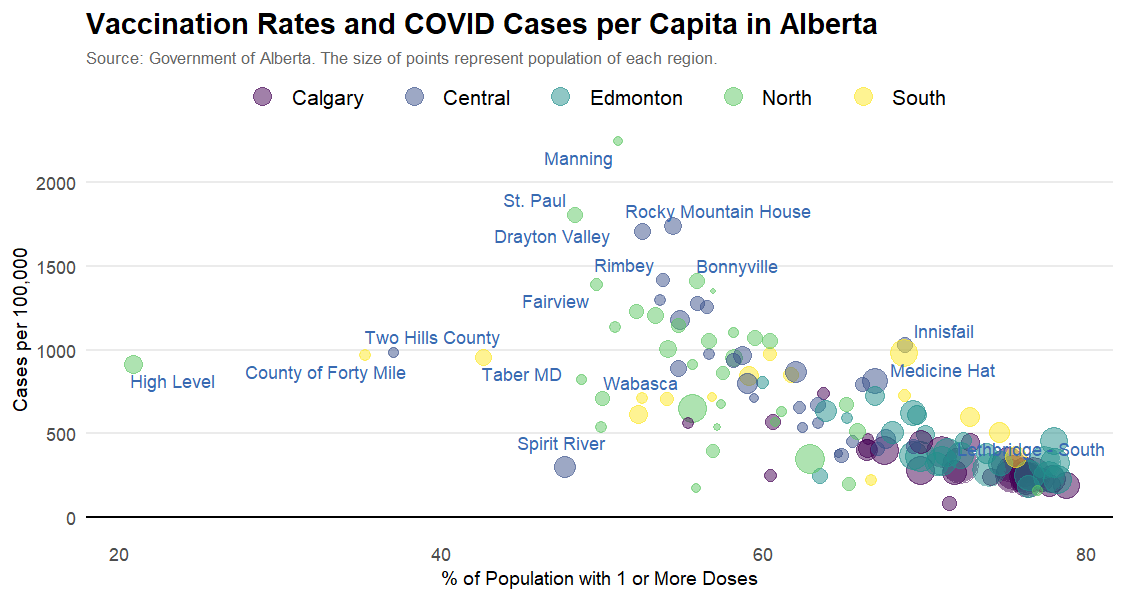 Vaccination Rates and COVID Cases per Capita in Alberta
Source: Government of Alberta. The size of points represent population of each region.
Calgary Central Edmonton North South
Manning
2000
St. Paul
Rocky Mountain House
Drayton Valley
1500
Rimbey
Bonnyville
Fairview
Two Hills County
Innisfail
1000
County of Forty Mile
Taber MD
Medicine Hat
High Level
Wabasca
500
Spirit River
Lethbridge - South
0
Cases per 100,000
20 40 60 80
% of Population with 1 or More Doses